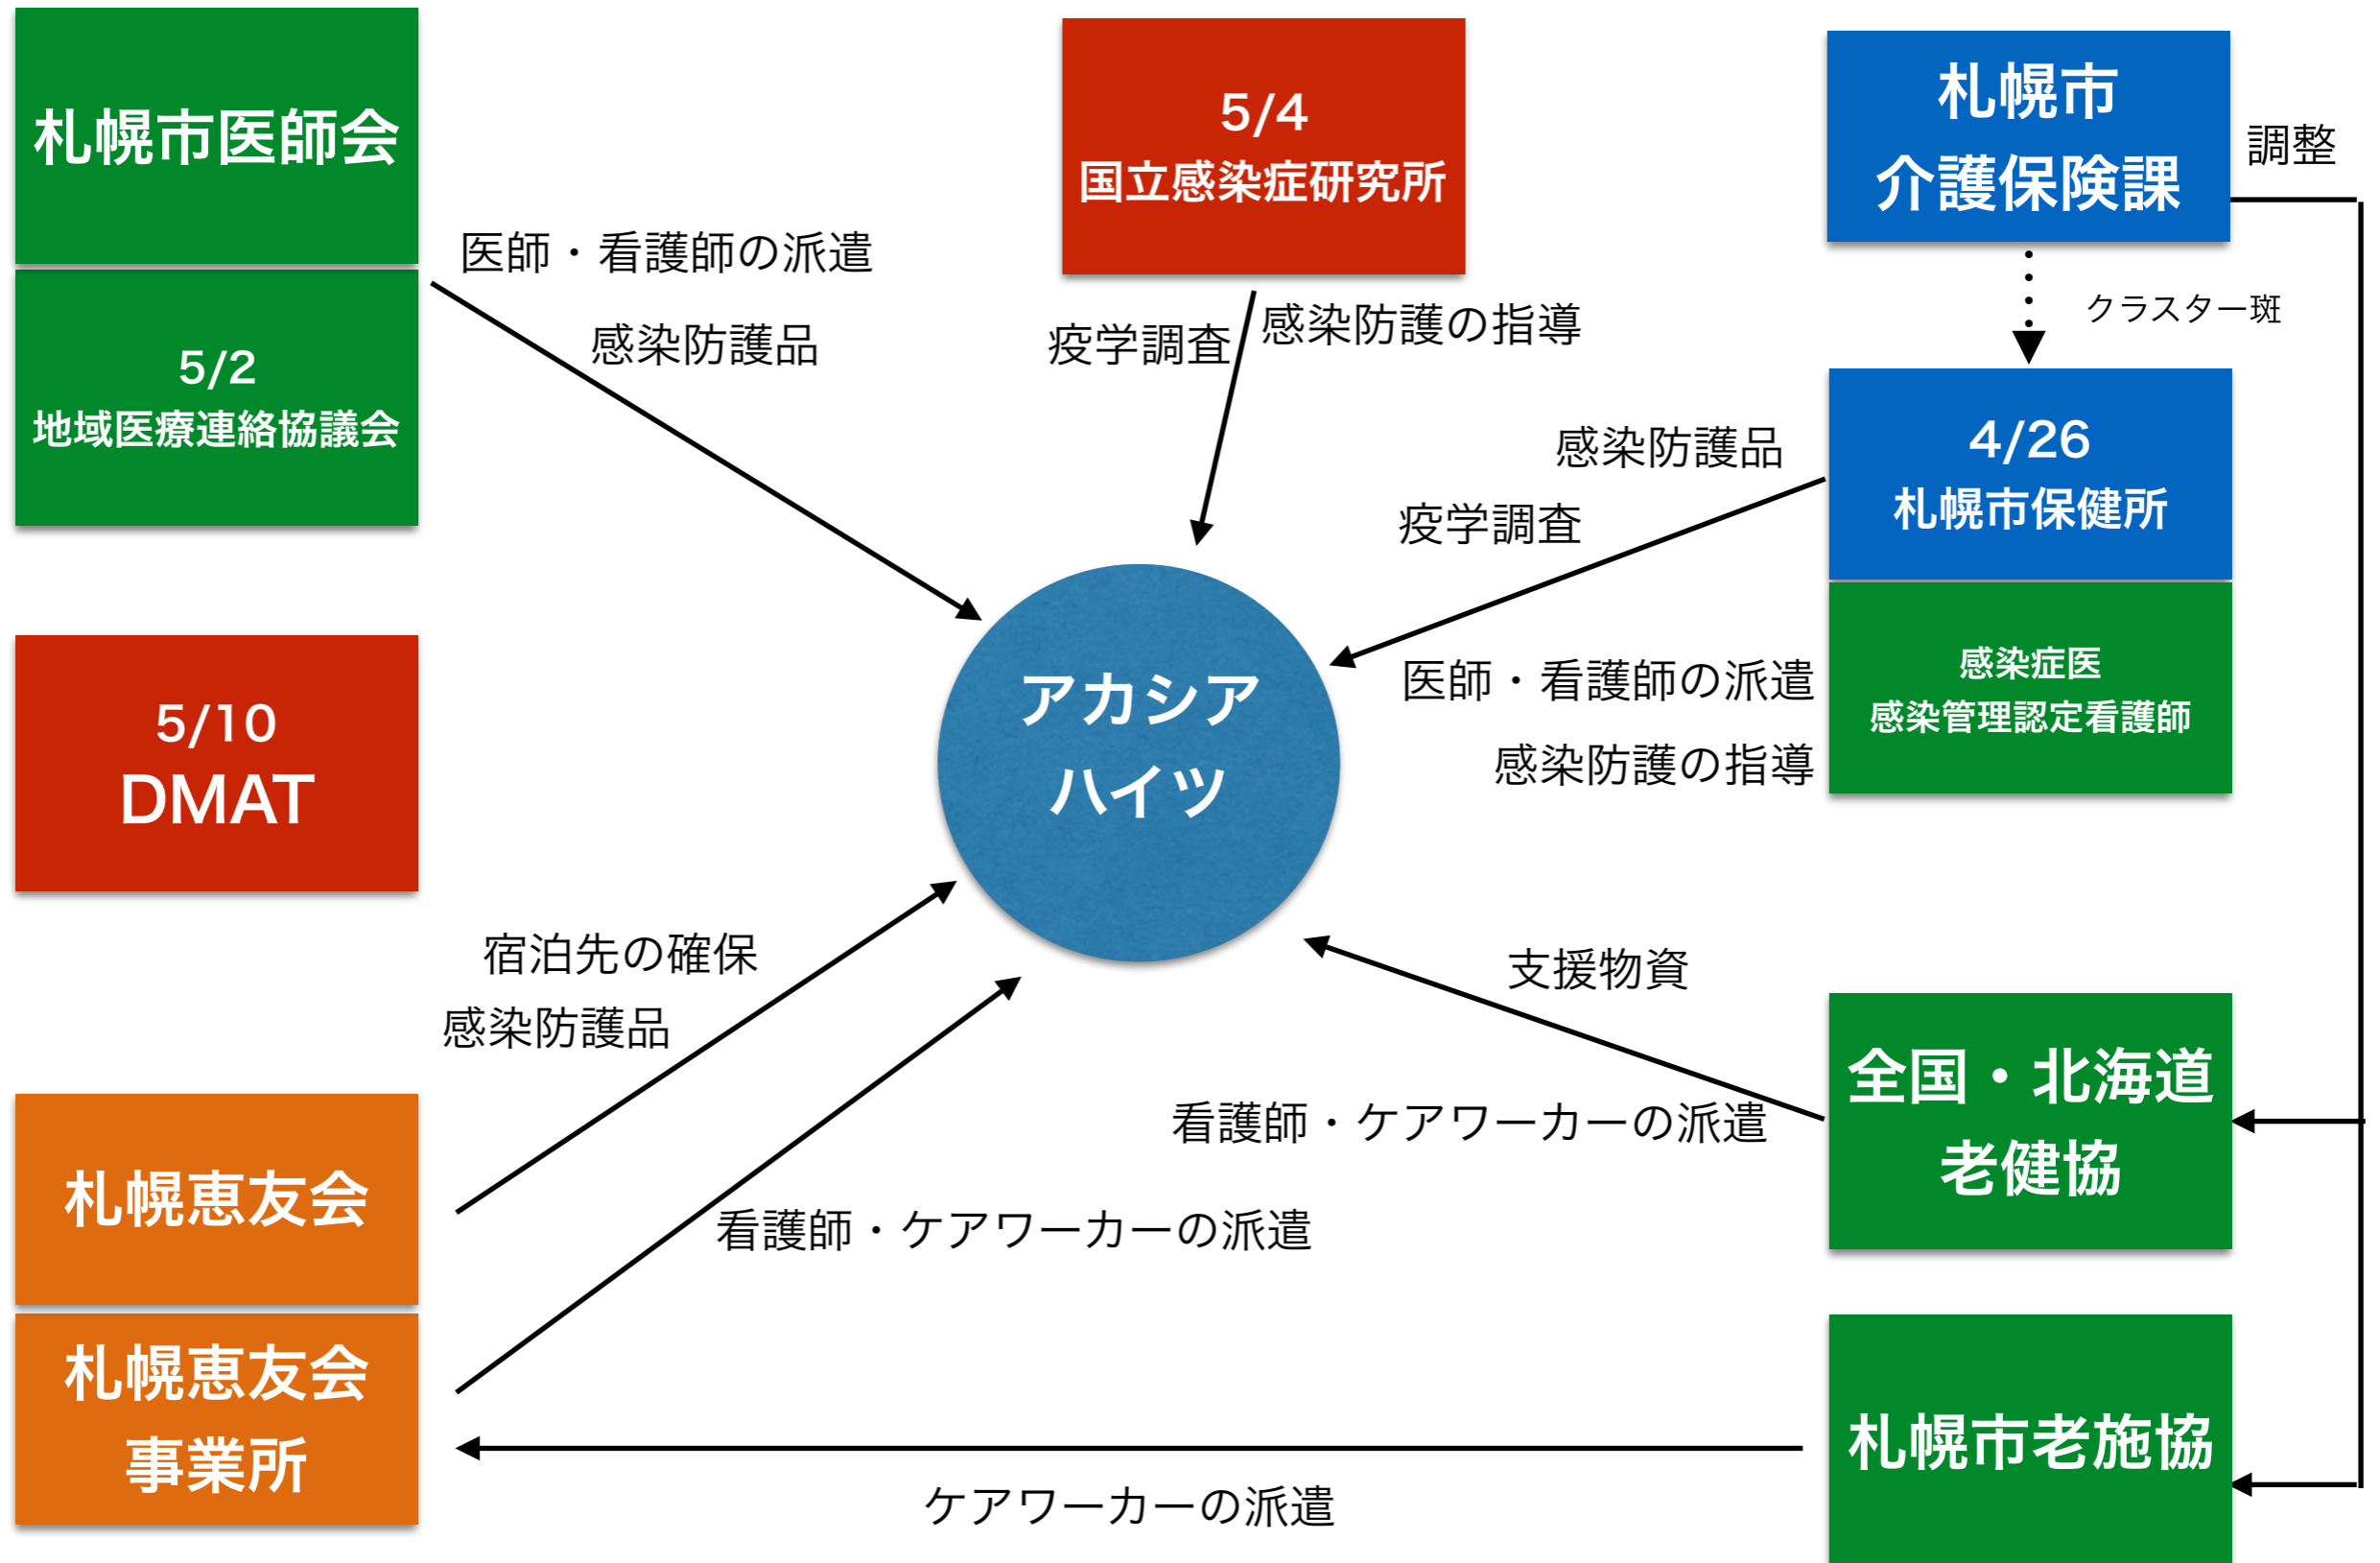 札幌市医師会
5/2
地域医療連絡協議会
医師・看護師の派遣
感染防護品
5/4
国立感染症研究所
疫学調査
感染防護の指導
札幌市
介護保険課
調整
クラスター斑
4/26
札幌市保健所
感染症医
感染管理認定看護師
感染防護品
疫学調査
医師・看護師の派遣
感染防護の指導
アカシア
ハイツ
5/10
DMAT
宿泊先の確保
感染防護品
支援物資
看護師・ケアワーカーの派遣
全国・北海道
老健協
札幌恵友会
札幌恵友会
事業所
看護師・ケアワーカーの派遣
ケアワーカーの派遣
札幌市老施協